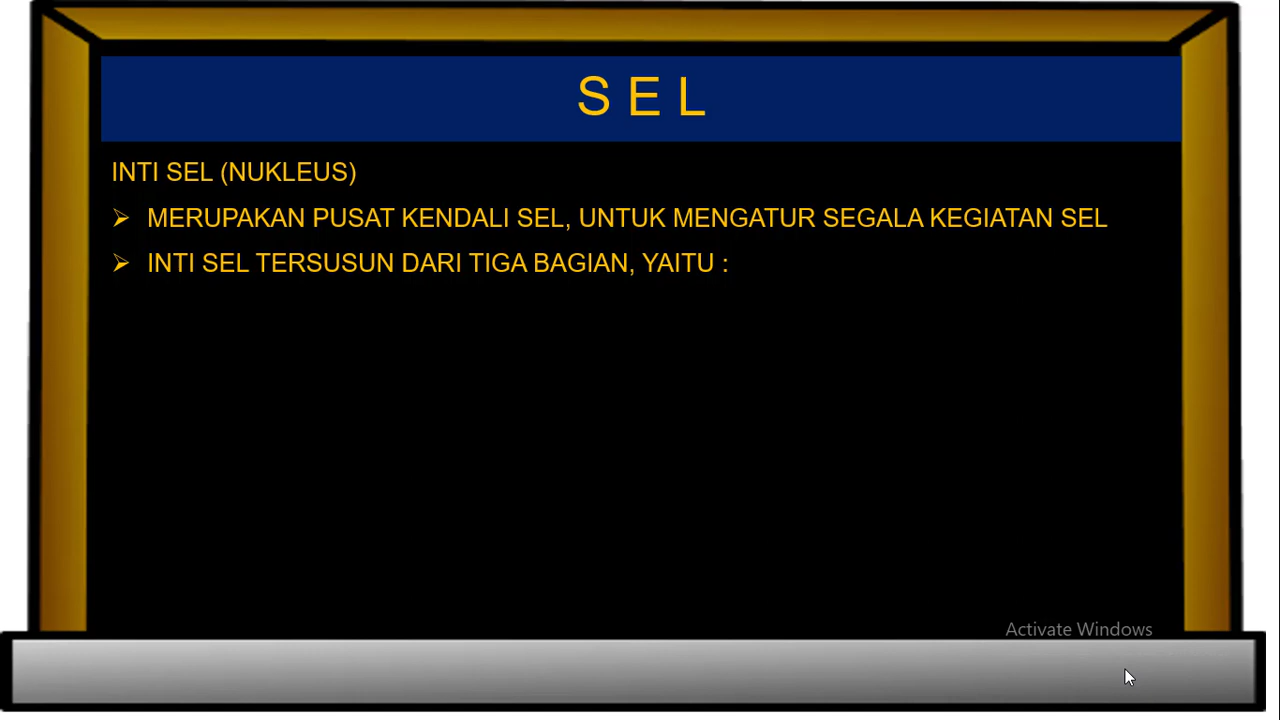 S E L
INTI SEL (NUKLEUS)
➢ MERUPAKAN PUSAT KENDALI SEL, UNTUK MENGATUR SEGALA KEGIATAN SEL
➢ INTI SEL TERSUSUN DARI TIGA BAGIAN, YAITU :
Activate Windows